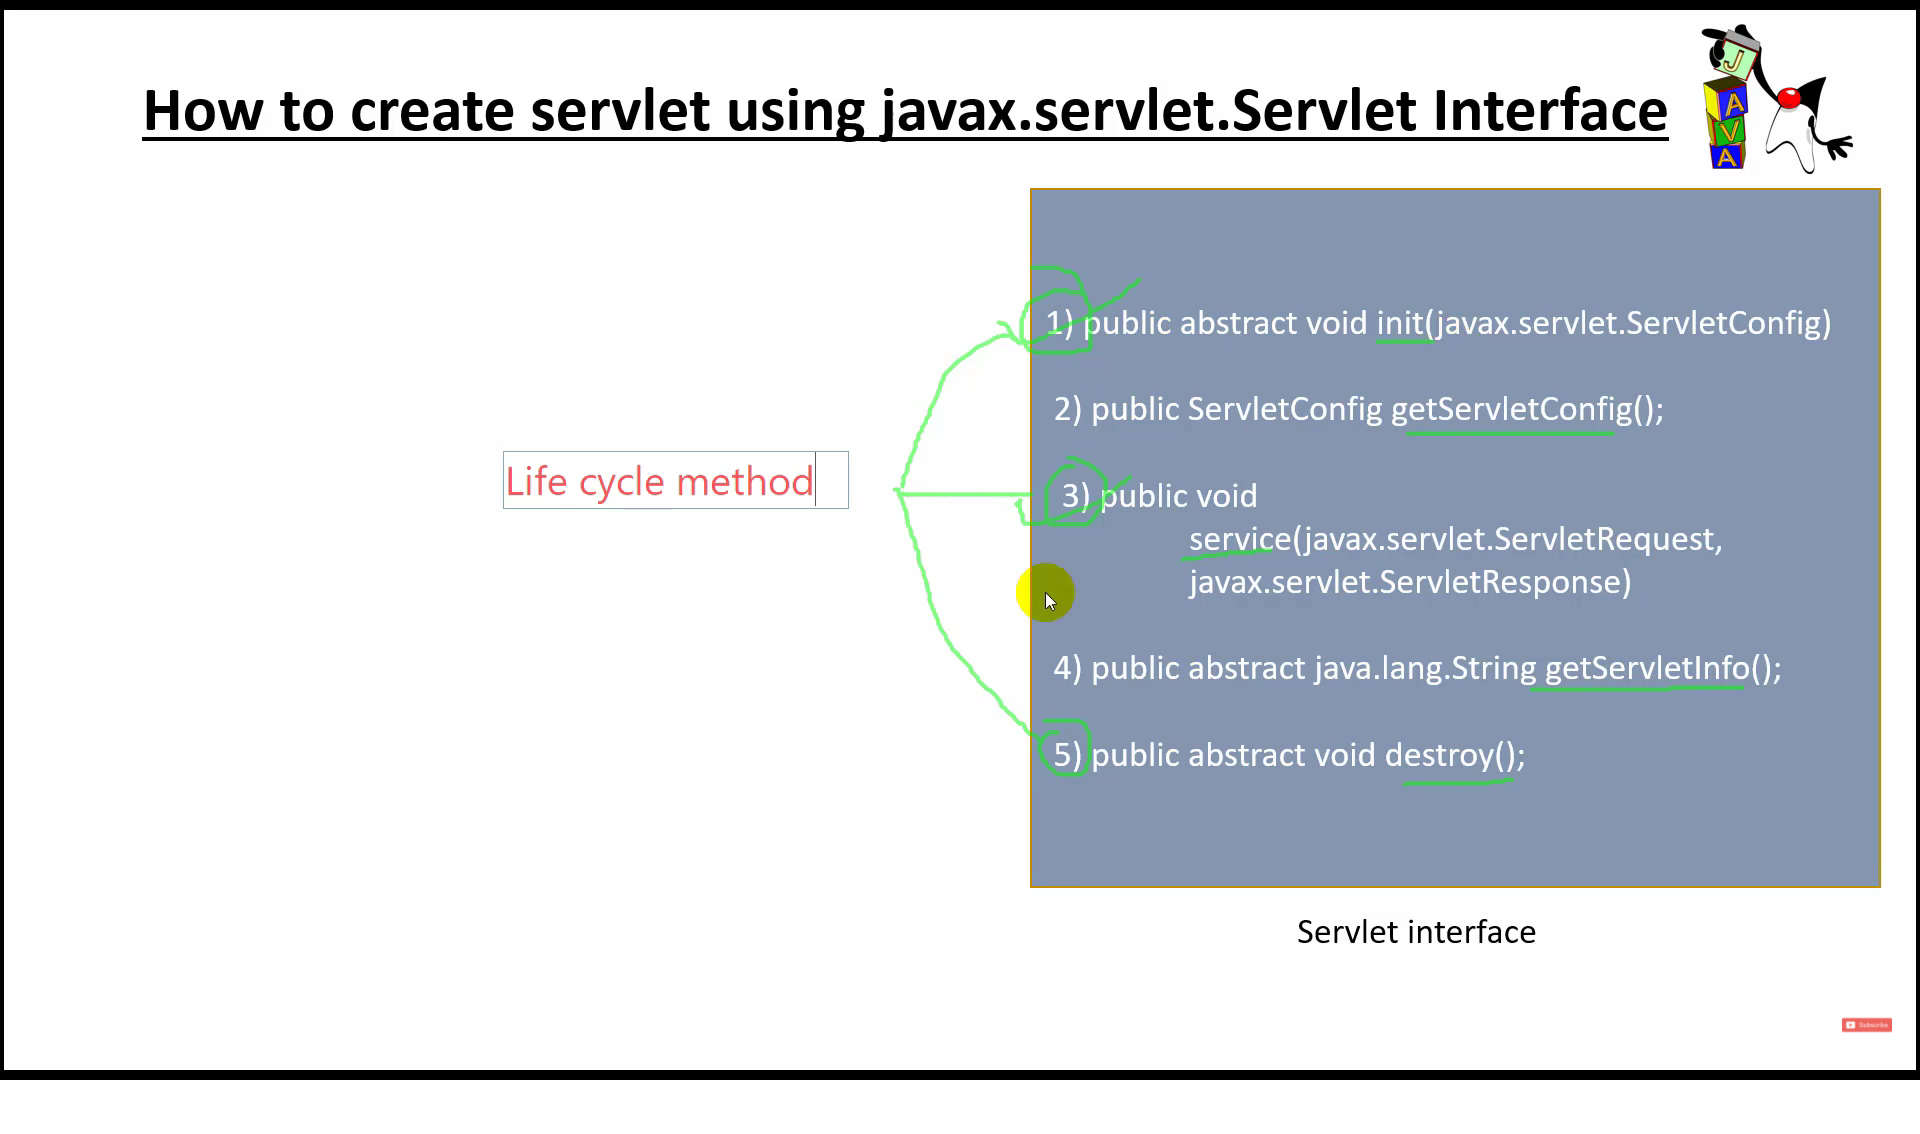 How to create servlet using javax.servlet.Servlet Interface
J
A
V
A
1) public abstract void init(javax.servlet.ServletConfig)
2) public ServletConfig getServletConfig();
Life cycle method
3) public void
service(javax.servlet.ServletRequest,
javax.servlet.ServletResponse)
4) public abstract java.lang.String getServletInfo();
5) public abstract void destroy();
Servlet interface
Subscribe